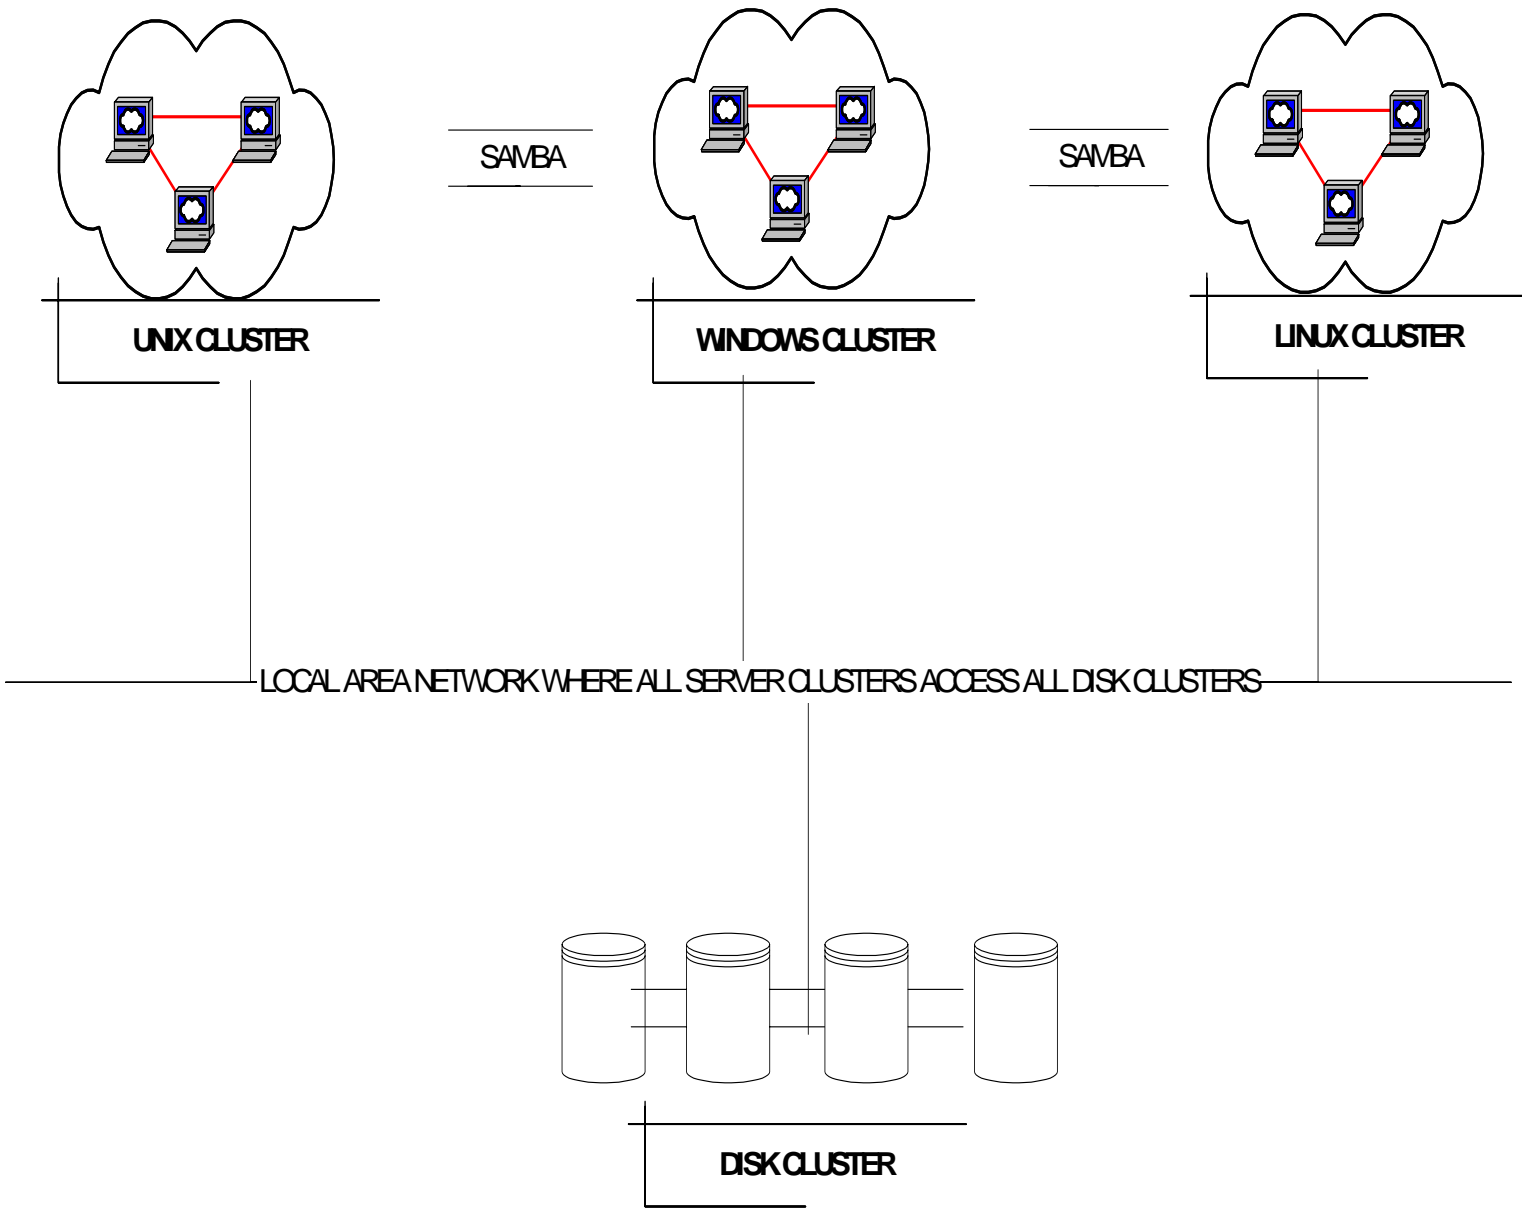 SAMBA
SAMBA
UNIX CLUSTER
WINDOWS CLUSTER
LINUX CLUSTER
LOCAL AREA NETWORK WHERE ALL SERVER CLUSTERS ACCESS ALL DISK CLUSTERS
DISK CLUSTER